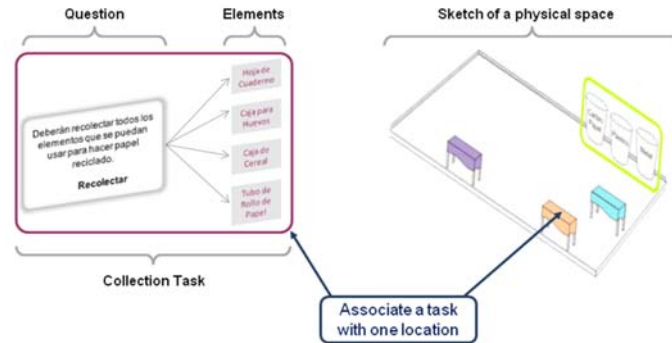 Question
Elements
Sketch of a physical space
Deberán recolectar todos los
elementos que se puedan
usar para hacer papel
reciclado.
Recolectar
Hoja de
Cuaderno
Caja para
Huevos
Caja de
Cereal
Tubo de
Rollo de
Papel
Papel
Collection Task
Associate a task
with one location